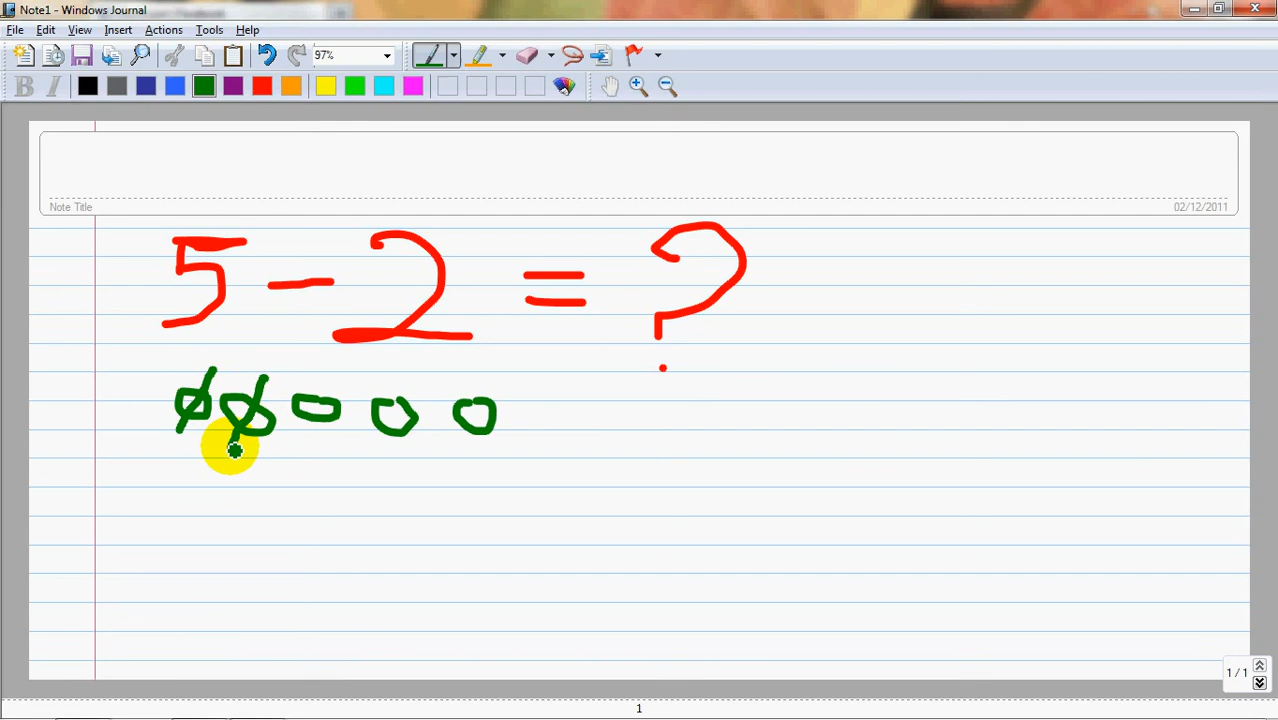 Note1 - Windows Journal
File Edit View Insert Actions Tools Help
97%
B I
Note Title 02/12/2011
5 - 2 = ?
1 / 1
1